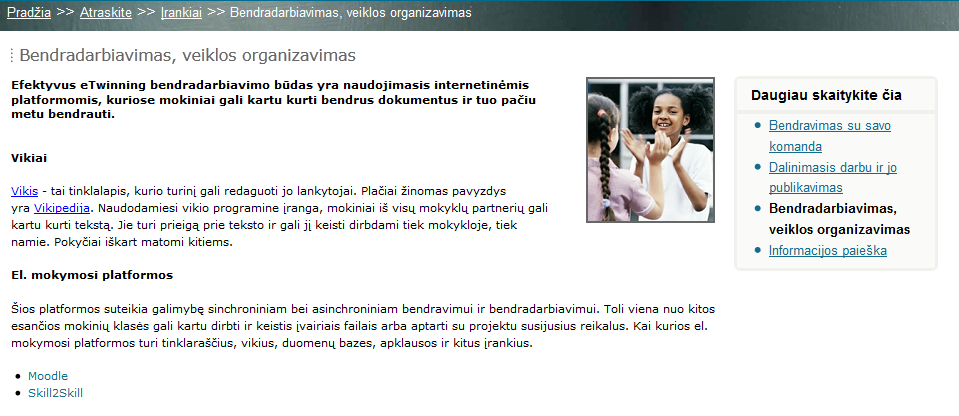 Pradžia >> Atraskite >> Įrankiai >> Bendradarbiavimas, veiklos organizavimas
Bendradarbiavimas, veiklos organizavimas
Efektyvus eTwinning bendradarbiavimo būdas yra naudojimasis internetinėmis
platformomis, kuriose mokiniai gali kartu kurti bendrus dokumentus ir tuo pačiu
metu bendrauti.
Vikiai
Vikis - tai tinklalapis, kurio turinį gali redaguoti jo lankytojai. Plačiai žinomas pavyzdys
yra Vikipedija. Naudodamiesi vikio programine įranga, mokiniai iš visų mokyklų partnerių gali
kartu kurti tekstą. Jie turi prieigą prie teksto ir gali jį keisti dirbdami tiek mokykloje, tiek
namie. Pokyčiai iškart matomi kitiems.
El. mokymosi platformos
Šios platformos suteikia galimybę sinchroniniam bei asinchroniniam bendravimui ir bendradarbiavimui. Toli viena nuo kitos
esančios mokinių klasės gali kartu dirbti ir keistis įvairiais failais arba aptarti su projektu susijusius reikalus. Kai kurios el.
mokymosi platformos turi tinklaraščius, vikius, duomenų bazes, apklausos ir kitus įrankius.
Moodle
Skill2Skill
Daugiau skaitykite čia
Bendravimas su savo
komanda
Dalinimasis darbu ir jo
publikavimas
Bendradarbiavimas,
veiklos organizavimas
Informacijos paieška